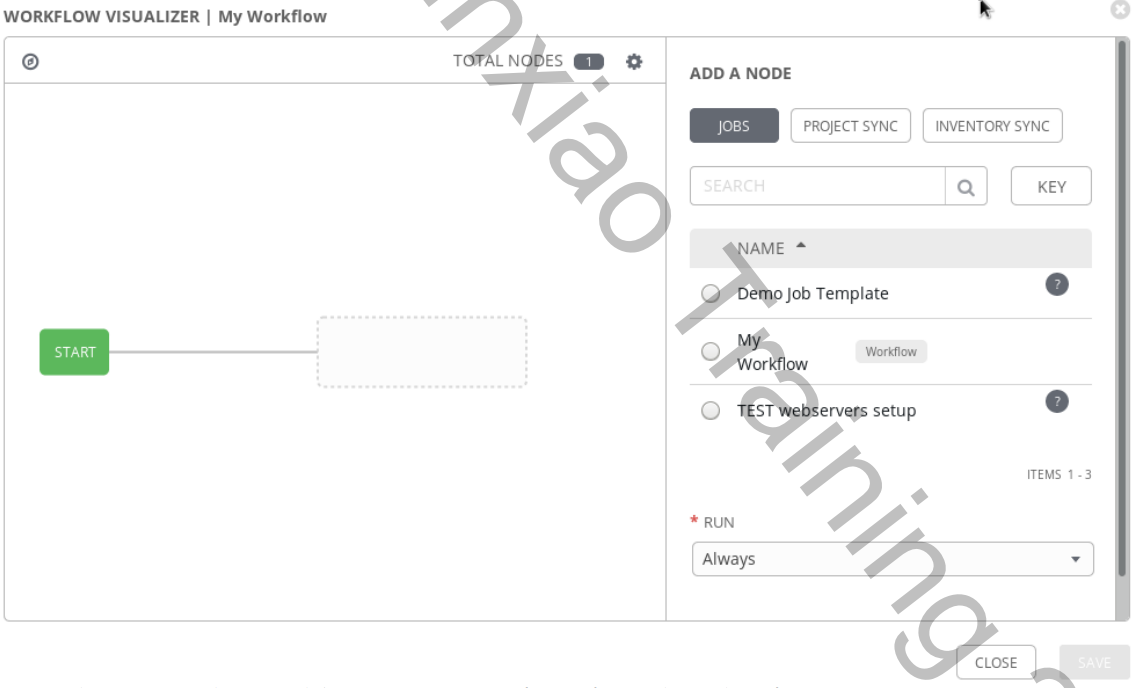 WORKFLOW VISUALIZER | My Workflow
TOTAL NODES 1
START
ADD A NODE
JOBS
PROJECT SYNC
INVENTORY SYNC
SEARCH
KEY
NAME
Demo Job Template
?
My
Workflow
Workflow
TEST webservers setup
?
ITEMS 1 - 3
* RUN
Always
CLOSE
SAVE
nxiao Training